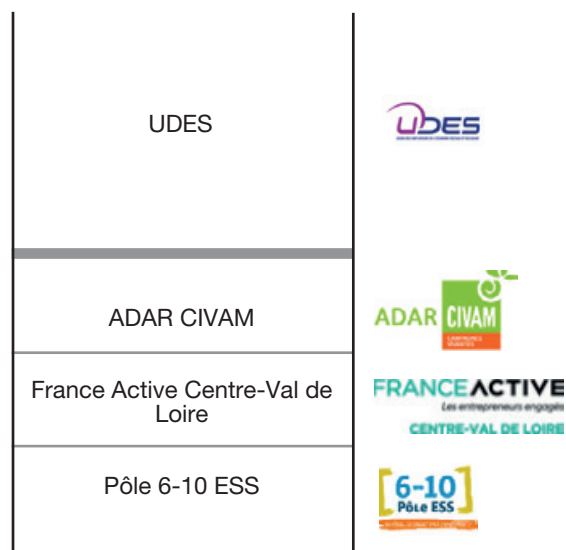 UDES
UDES
ADAR CIVAM
ADAR CIVAM
France Active Centre-Val de
Loire
FRANCE ACTIVE
Les entrepreneurs engagés
CENTRE-VAL DE LOIRE
Pôle 6-10 ESS
6-10
Pôle ESS